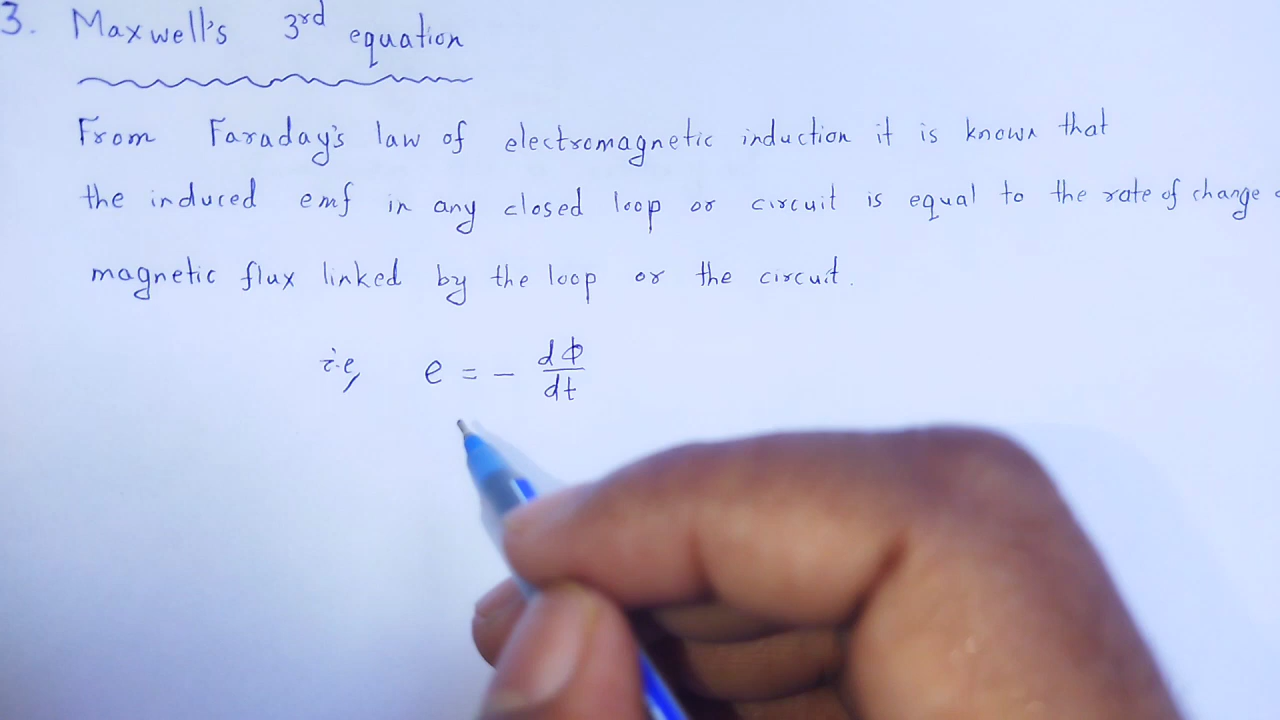 3. Maxwell's 3rd equation
From Faraday's law of electromagnetic induction it is known that
the induced emf in any closed loop or circuit is equal to the rate of change
magnetic flux linked by the loop or the circuit.
i.e, e = - dΦ/dt